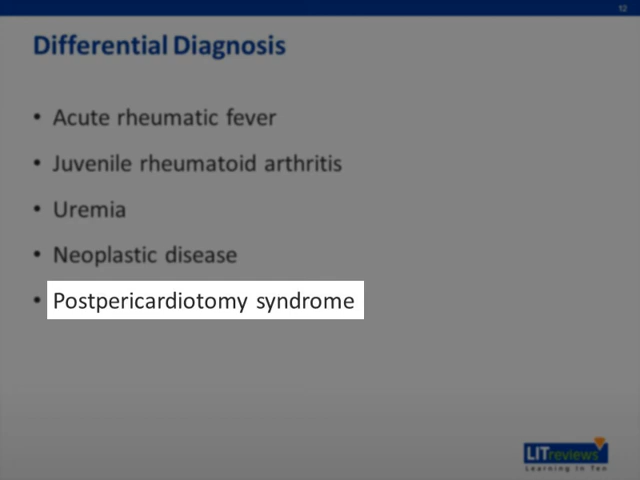 12
Differential Diagnosis
• Acute rheumatic fever
• Juvenile rheumatoid arthritis
• Uremia
• Neoplastic disease
• Postpericardiotomy syndrome
LITreviews
Learning in Ten